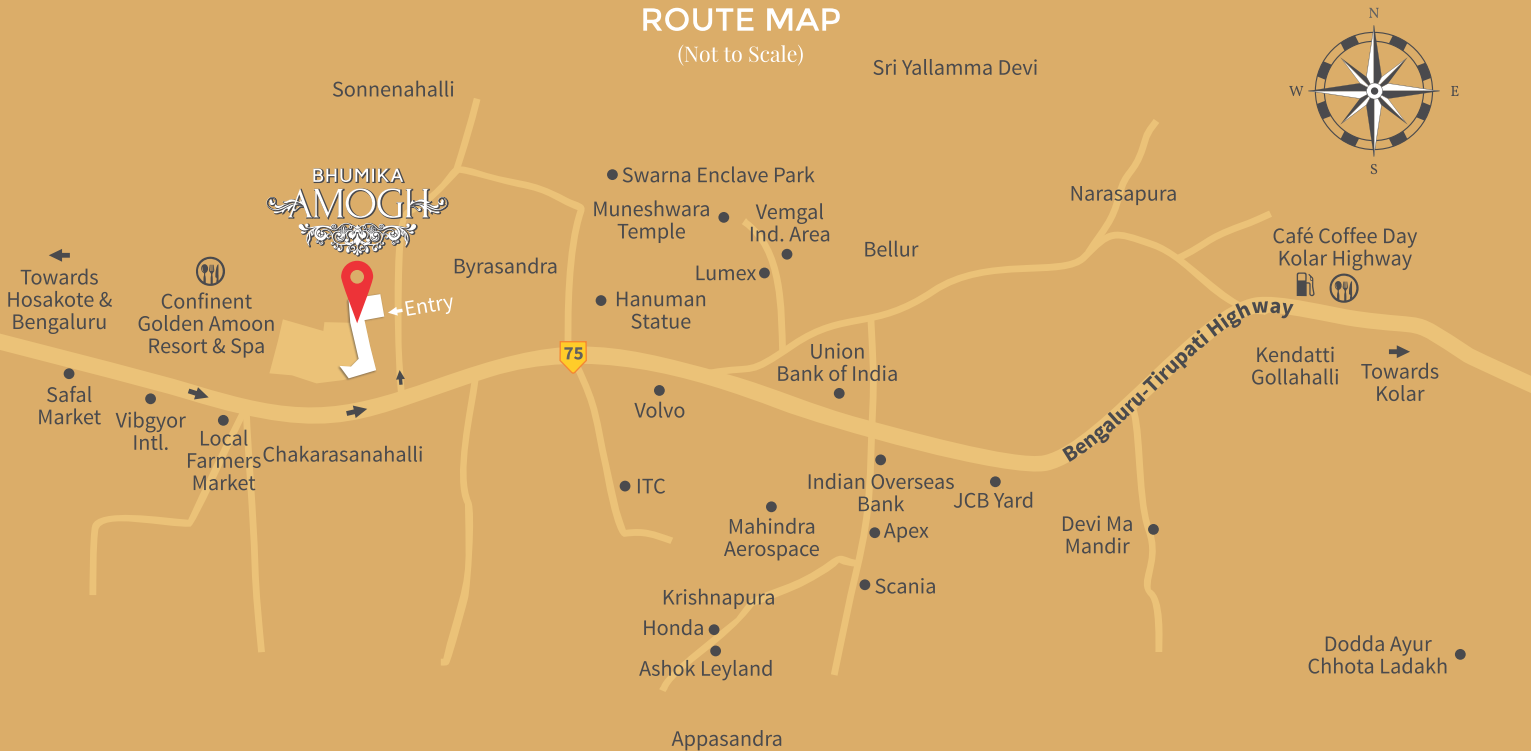 ROUTE MAP
(Not to Scale)
N
W
E
S
Sri Yallamma Devi
Sonnenahalli
BHUMIKA
AMOGH
Swarna Enclave Park
Muneshwara
Temple
Vemgal
Ind. Area
Narasapura
Bellur
Café Coffee Day
Kolar Highway
Towards
Hosakote &
Bengaluru
Confinent
Golden Amoon
Resort & Spa
Byrasandra
Lumex
Entry
Hanuman
Statue
75
Bengaluru-Tirupati Highway
Union
Bank of India
Kendatti
Gollahalli
Towards
Kolar
Safal
Market
Vibgyor
Intl.
Local
Farmers
Market
Chakarasanahalli
Volvo
ITC
Indian Overseas
Bank
JCB Yard
Mahindra
Aerospace
Apex
Devi Ma
Mandir
Scania
Krishnapura
Honda
Ashok Leyland
Dodda Ayur
Chhota Ladakh
Appasandra